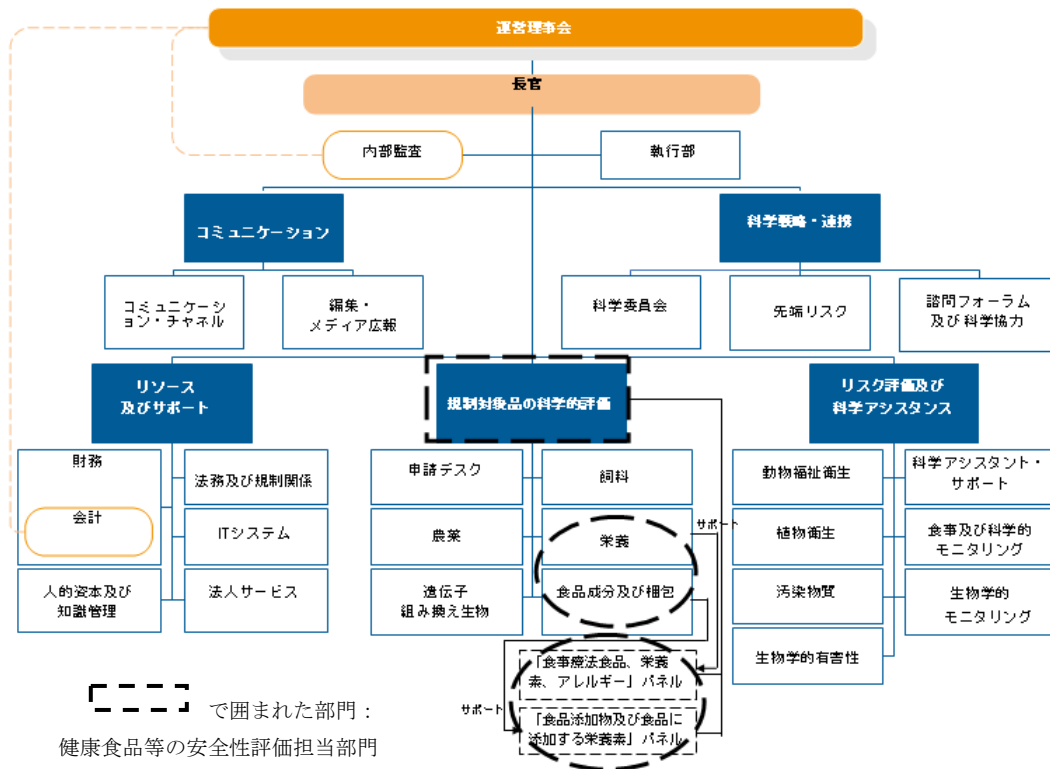 運営理事会
長官
内部監査
執行部
コミュニケーション
科学戦略・連携
コミュニケーシ
ョン・チャネル
編集・
メディア広報
科学委員会
先端リスク
諮問フォーラム
及び科学協力
リソース
及びサポート
規制対象品の科学的評価
リスク評価及び
科学アシスタンス
財務
会計
法務及び規制関係
ITシステム
人的資本及び
知識管理
法人サービス
申請デスク
飼料
農業
栄養
遺伝子
組み換え生物
食品成分及び梱包
サポート
動物福祉衛生
科学アシスタント・
サポート
植物衛生
食事及び科学的
モニタリング
汚染物質
生物学的
モニタリング
生物学的有害性
「食事療法食品、栄養
素、アレルギー」パネル
サポート
「食品添加物及び食品に
添加する栄養素」パネル
で囲まれた部門:
健康食品等の安全性評価担当部門